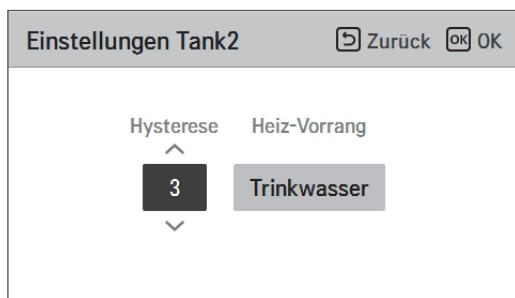 Einstellungen Tank2 Zurück OK OK
Hysterese Heiz-Vorrang
3 Trinkwasser